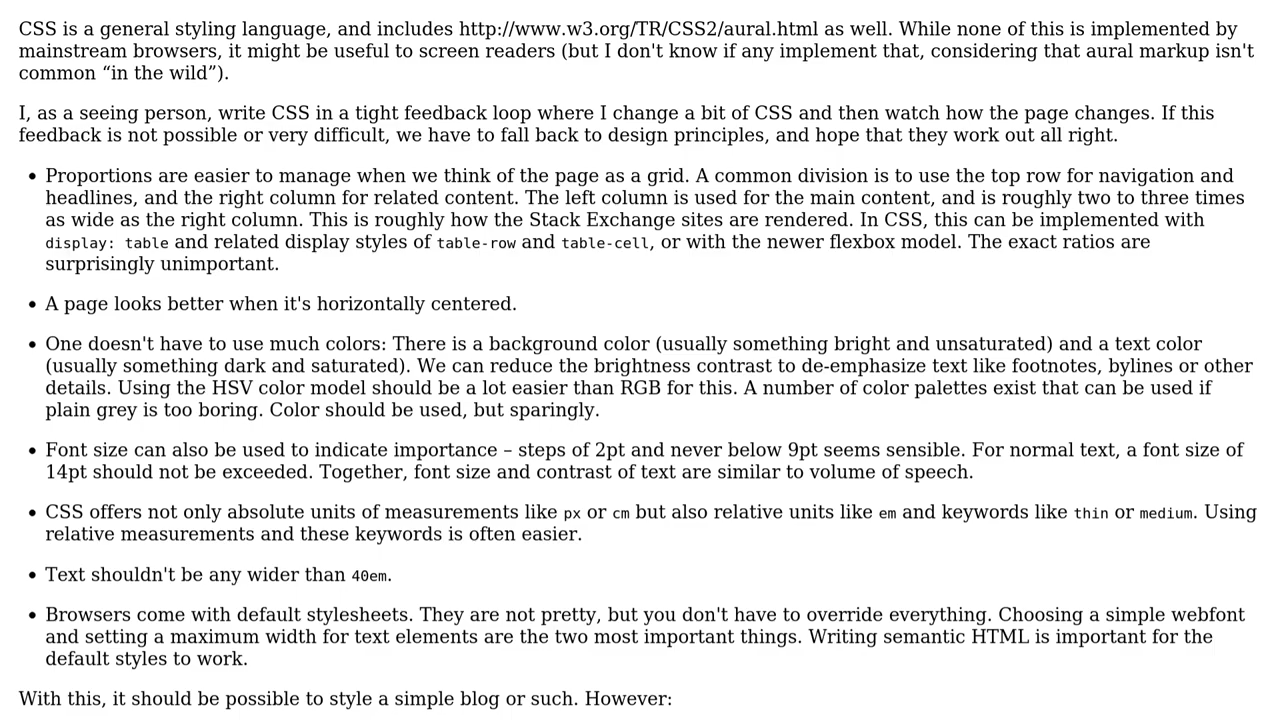 CSS is a general styling language, and includes http://www.w3.org/TR/CSS2/aural.html as well. While none of this is implemented by
mainstream browsers, it might be useful to screen readers (but I don't know if any implement that, considering that aural markup isn't
common “in the wild”).
I, as a seeing person, write CSS in a tight feedback loop where I change a bit of CSS and then watch how the page changes. If this
feedback is not possible or very difficult, we have to fall back to design principles, and hope that they work out all right.
• Proportions are easier to manage when we think of the page as a grid. A common division is to use the top row for navigation and
headlines, and the right column for related content. The left column is used for the main content, and is roughly two to three times
as wide as the right column. This is roughly how the Stack Exchange sites are rendered. In CSS, this can be implemented with
display: table and related display styles of table-row and table-cell, or with the newer flexbox model. The exact ratios are
surprisingly unimportant.
• A page looks better when it's horizontally centered.
• One doesn't have to use much colors: There is a background color (usually something bright and unsaturated) and a text color
(usually something dark and saturated). We can reduce the brightness contrast to de-emphasize text like footnotes, bylines or other
details. Using the HSV color model should be a lot easier than RGB for this. A number of color palettes exist that can be used if
plain grey is too boring. Color should be used, but sparingly.
• Font size can also be used to indicate importance – steps of 2pt and never below 9pt seems sensible. For normal text, a font size of
14pt should not be exceeded. Together, font size and contrast of text are similar to volume of speech.
• CSS offers not only absolute units of measurements like px or cm but also relative units like em and keywords like thin or medium. Using
relative measurements and these keywords is often easier.
• Text shouldn't be any wider than 40em.
• Browsers come with default stylesheets. They are not pretty, but you don't have to override everything. Choosing a simple webfont
and setting a maximum width for text elements are the two most important things. Writing semantic HTML is important for the
default styles to work.
With this, it should be possible to style a simple blog or such. However: